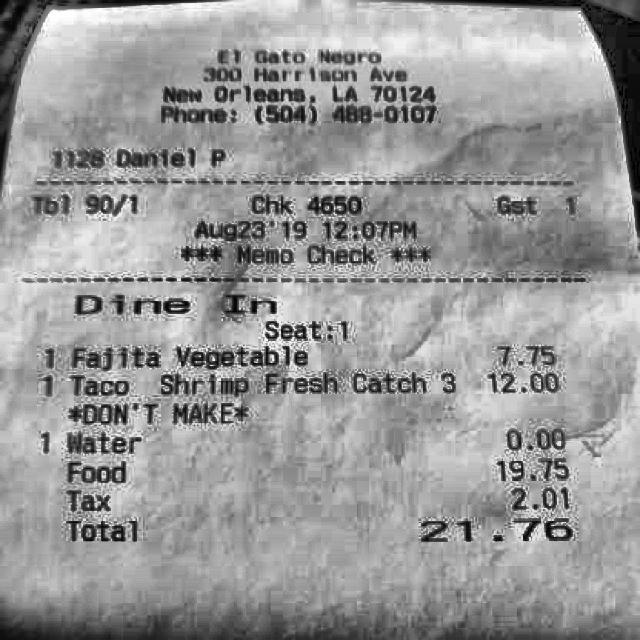 El Gato Negro
300 Harrison Ave
New Orleans, LA 70124
Phone: (504) 488-0107
1128 Daniel P
Tbl 90/1 Chk 4650 Gst 1
Aug23'19 12:07PM
*** Memo Check ***
Dine In
Seat:1
1 Fajita Vegetable 7.75
1 Taco Shrimp Fresh Catch 3 12.00
*DON'T MAKE*
1 Water 0.00
Food 19.75
Tax 2.01
Total 21.76